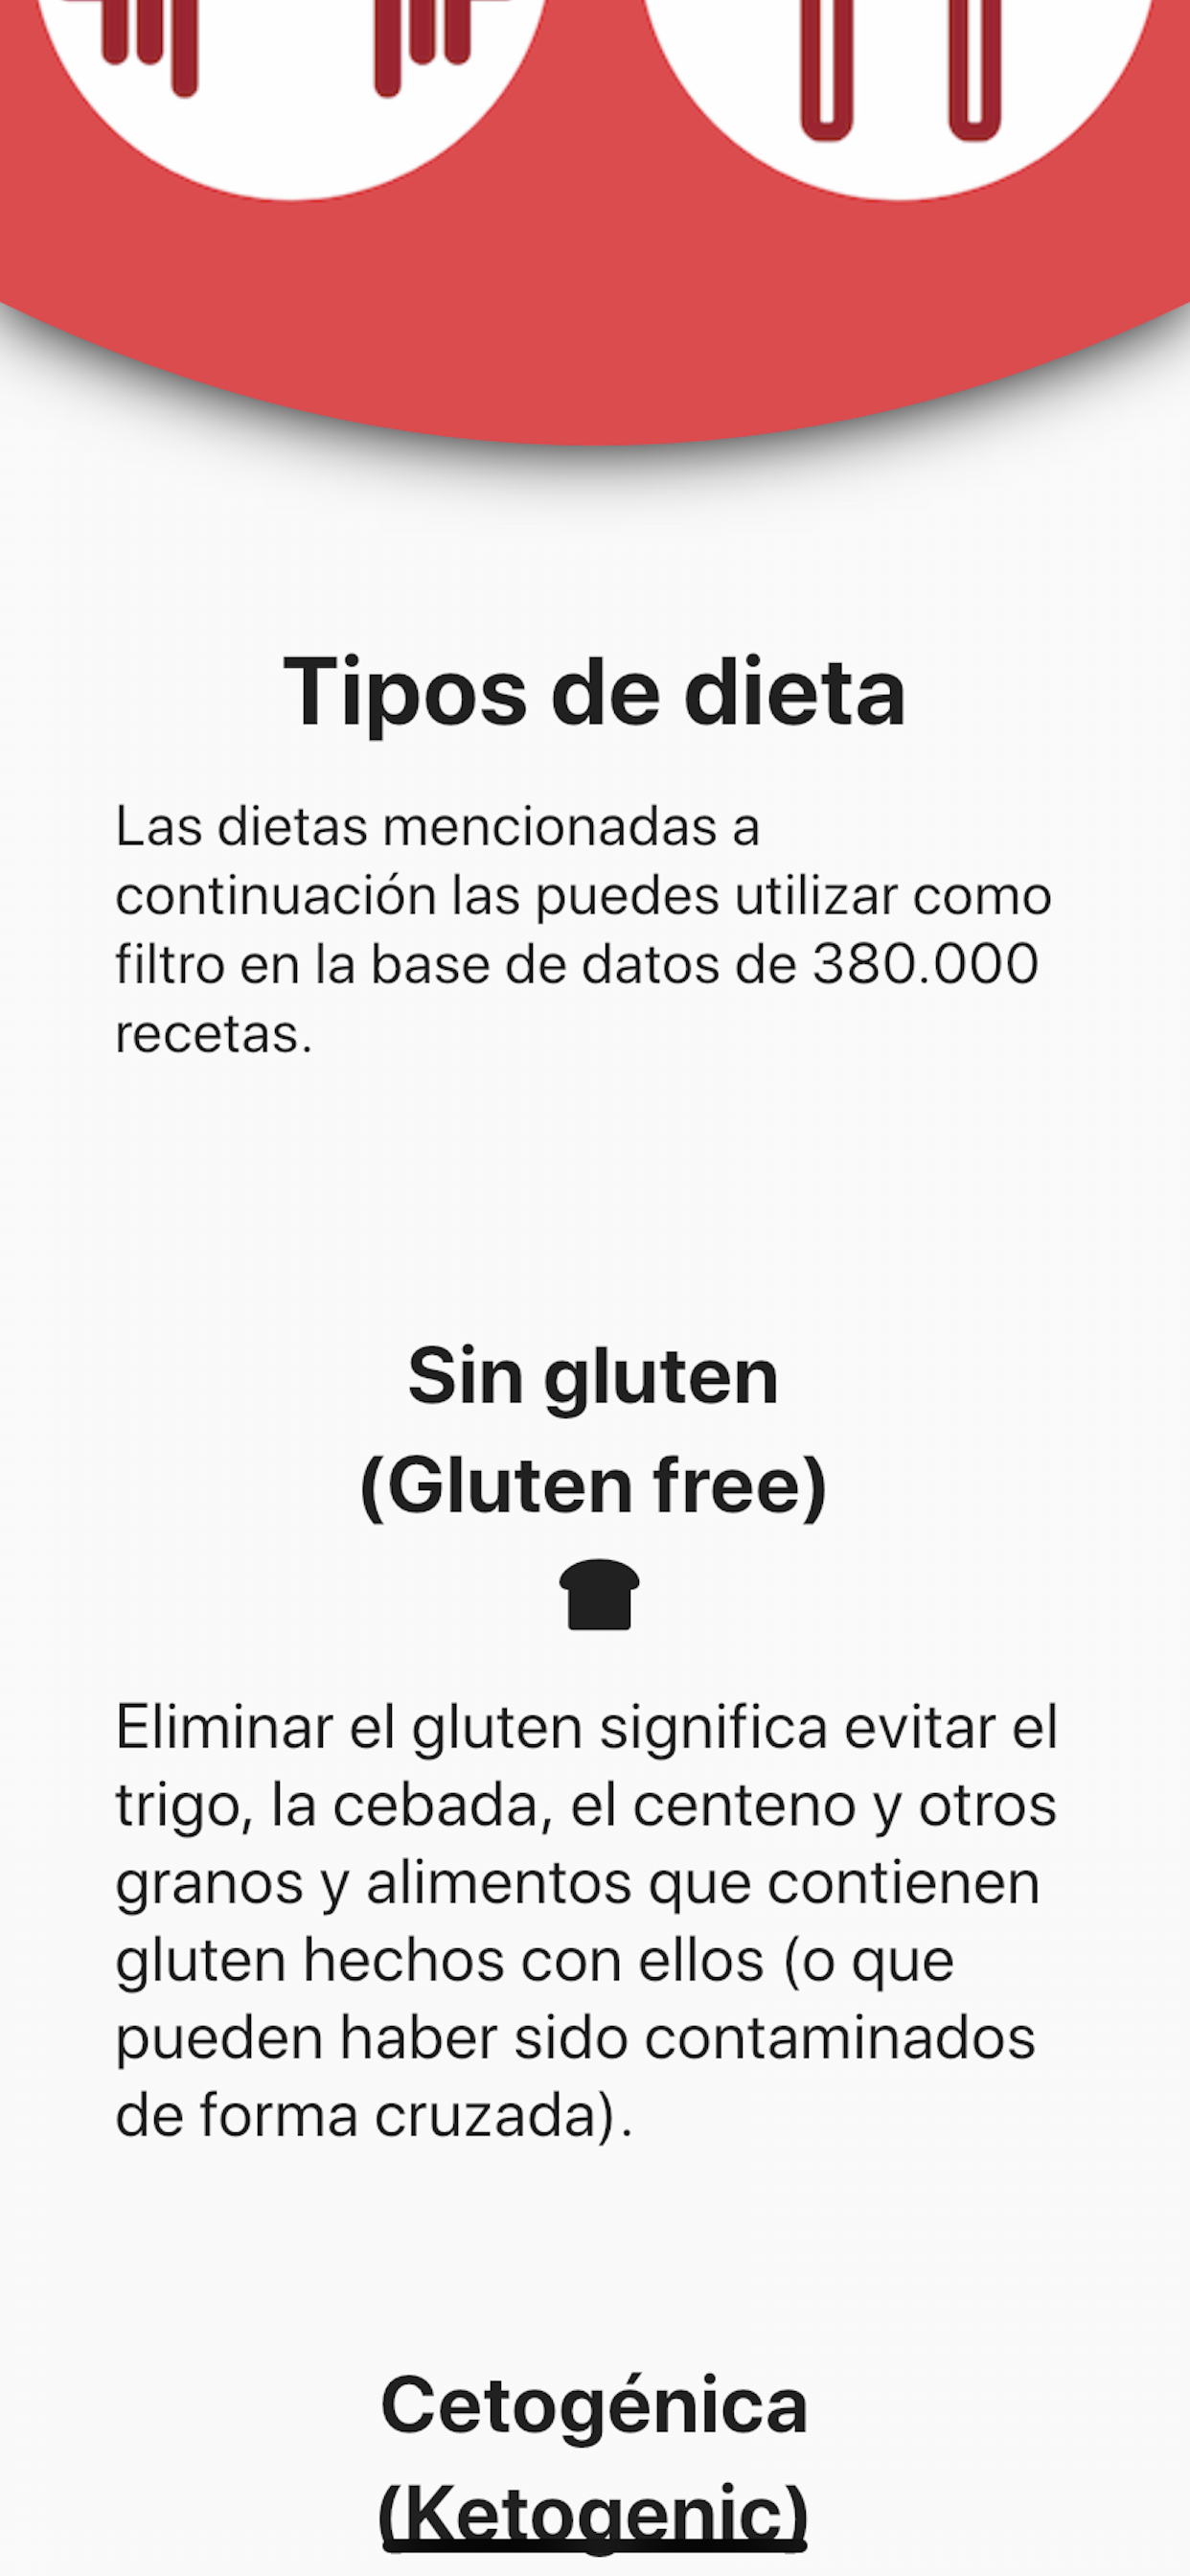 Tipos de dieta
Las dietas mencionadas a
continuación las puedes utilizar como
filtro en la base de datos de 380.000
recetas.
Sin gluten
(Gluten free)
Eliminar el gluten significa evitar el
trigo, la cebada, el centeno y otros
granos y alimentos que contienen
gluten hechos con ellos (o que
pueden haber sido contaminados
de forma cruzada).
Cetogénica
(Ketogenic)